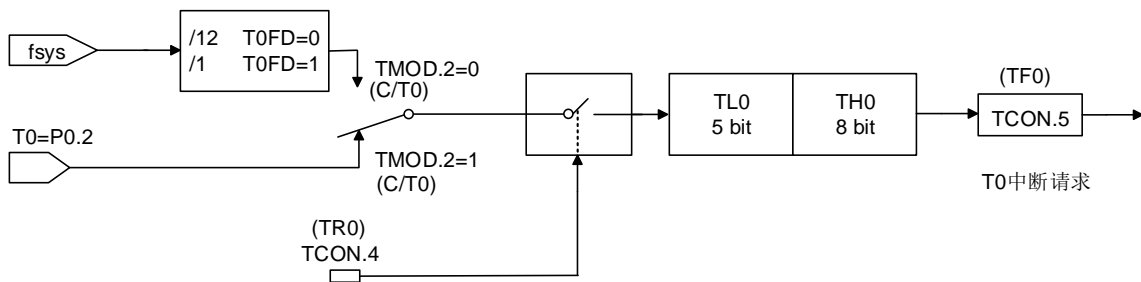 fsys
/12 T0FD=0
/1 T0FD=1
TMOD.2=0
(C/T0)
T0=P0.2
TMOD.2=1
(C/T0)
(TR0)
TCON.4
TL0
5 bit
TH0
8 bit
(TF0)
TCON.5
T0中断请求